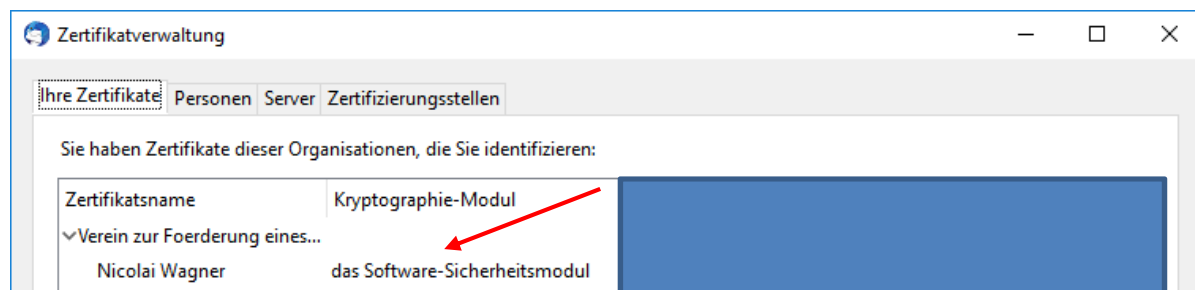 Zertifikatverwaltung
Ihre Zertifikate Personen Server Zertifizierungsstellen
Sie haben Zertifikate dieser Organisationen, die Sie identifizieren:
Zertifikatsname Kryptographie-Modul
Verein zur Foerderung eines...
Nicolai Wagner das Software-Sicherheitsmodul